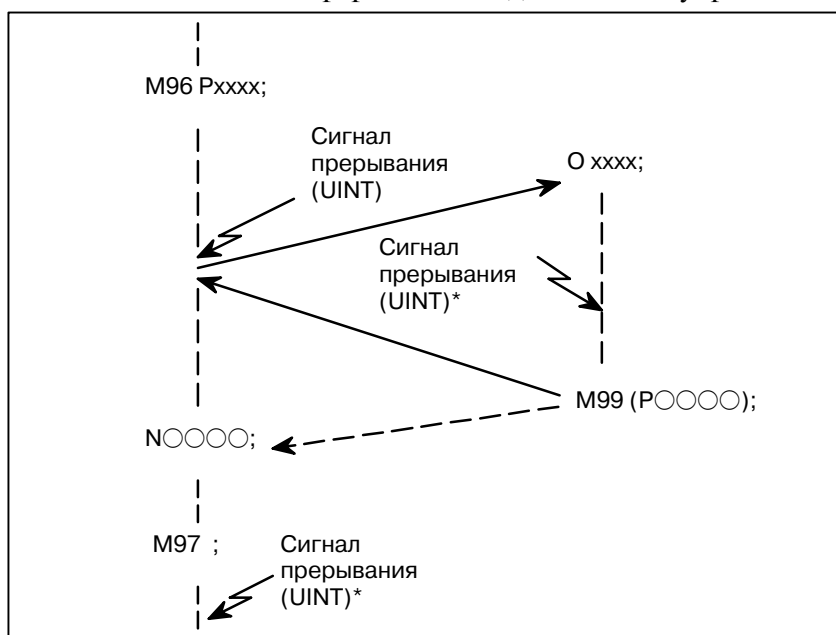 M96 Pxxxx;
Сигнал
прерывания
(UINT)
O xxxx;
Сигнал
прерывания
(UINT)*
M99 (P○○○○);
N○○○○;
M97 ;
Сигнал
прерывания
(UINT)*